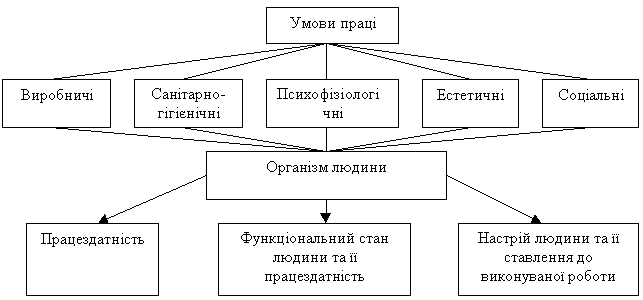 Умови праці
Виробничі
Санітарно-
гігієнічні
Психофізіологі
чні
Естетичні
Соціальні
Організм людини
Працездатність
Функціональний стан
людини та її
працездатність
Настрій людини та її
ставлення до
виконуваної роботи